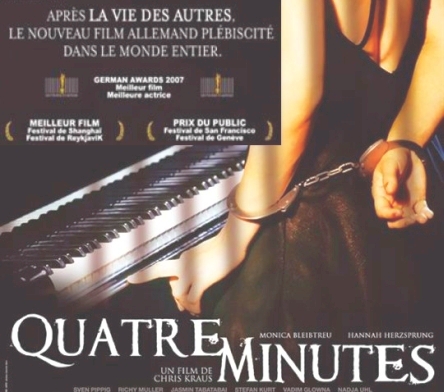 APRÈS LA VIE DES AUTRES,
LE NOUVEAU FILM ALLEMAND PLÉBISCITÉ
DANS LE MONDE ENTIER.
GERMAN AWARDS 2007
Meilleur film
Meilleure actrice
MEILLEUR FILM
Festival de Shanghai
Festival de Reykjavik
PRIX DU PUBLIC
Festival de San Francisco
Festival de Genève
MONICA BLEIBTREU HANNAH HERZSPRUNG
QUATRE
MINUTES
UN FILM DE
CHRIS KRAUS
SVEN PIPPIG RICHY MULLER JASMIN TABATABAI STEFAN KURT VADIM GLOWNA NADJA UHL